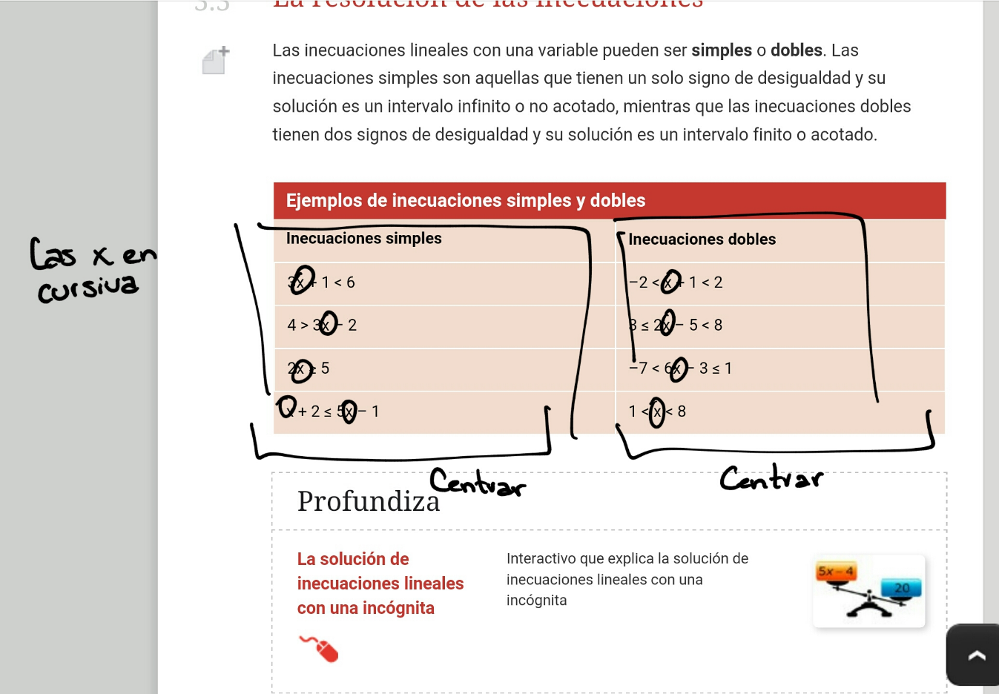 3.3 La resolución de las inecuaciones
Las inecuaciones lineales con una variable pueden ser simples o dobles. Las
inecuaciones simples son aquellas que tienen un solo signo de desigualdad y su
solución es un intervalo infinito o no acotado, mientras que las inecuaciones dobles
tienen dos signos de desigualdad y su solución es un intervalo finito o acotado.
Ejemplos de inecuaciones simples y dobles
Inecuaciones simples Inecuaciones dobles
Las x en
cursiva
3x + 1 < 6 −2 < x + 1 < 2
4 > 3x − 2 3 ≤ 2x − 5 < 8
2x ≥ 5 −7 < 6x − 3 ≤ 1
x + 2 ≤ 5x − 1 1 < x < 8
Centrar Centrar
Profundiza
La solución de
inecuaciones lineales
con una incógnita
Interactivo que explica la solución de
inecuaciones lineales con una
incógnita
5x − 4
20